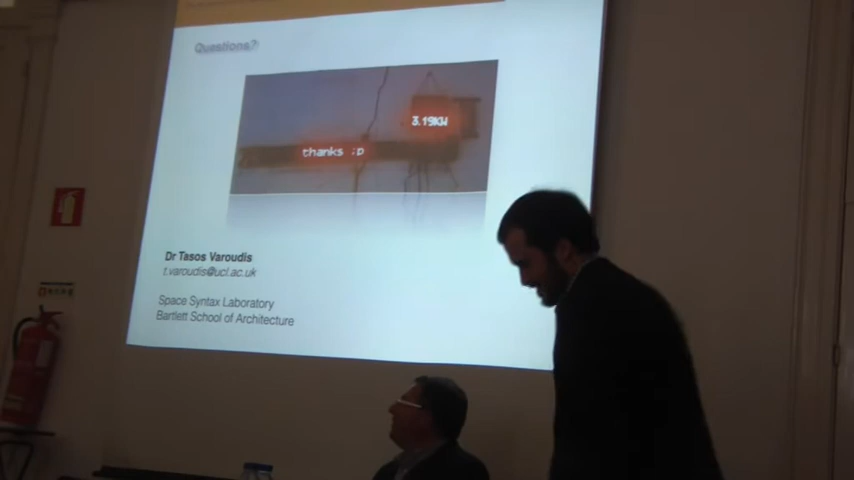 Questions?
3.19KW
thanks :p
Dr Tasos Varoudis
t.varoudis@ucl.ac.uk
Space Syntax Laboratory
Bartlett School of Architecture